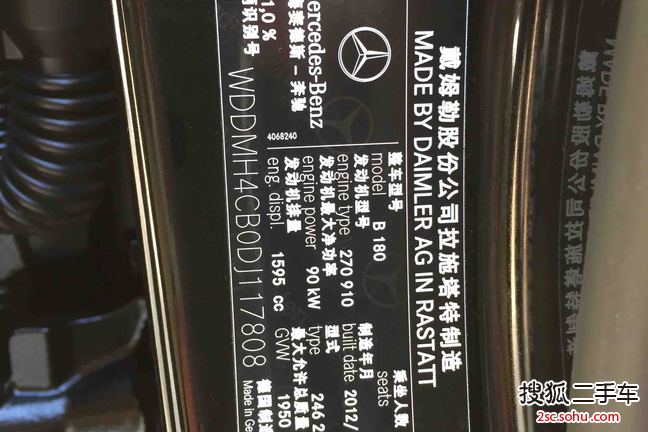 戴姆勒股份公司拉施塔特制造
MADE BY DAIMLER AG IN RASTATT
Mercedes-Benz
梅赛德斯-奔驰
4068240
整车型号
model B 180
乘坐人数
seats
发动机型号
engine type 270 910
制造年月
built date 2012/
发动机最大净功率
engine power 90 kW
型式
type 246 2
发动机排量
eng. displ. 1595 cc
最大允许总质量
GVW 1950
1,0 %
识别号
WDDMH4CB0DJ117808
德国制造
Made in Ge
搜狐二手车
2sc.sohu.com